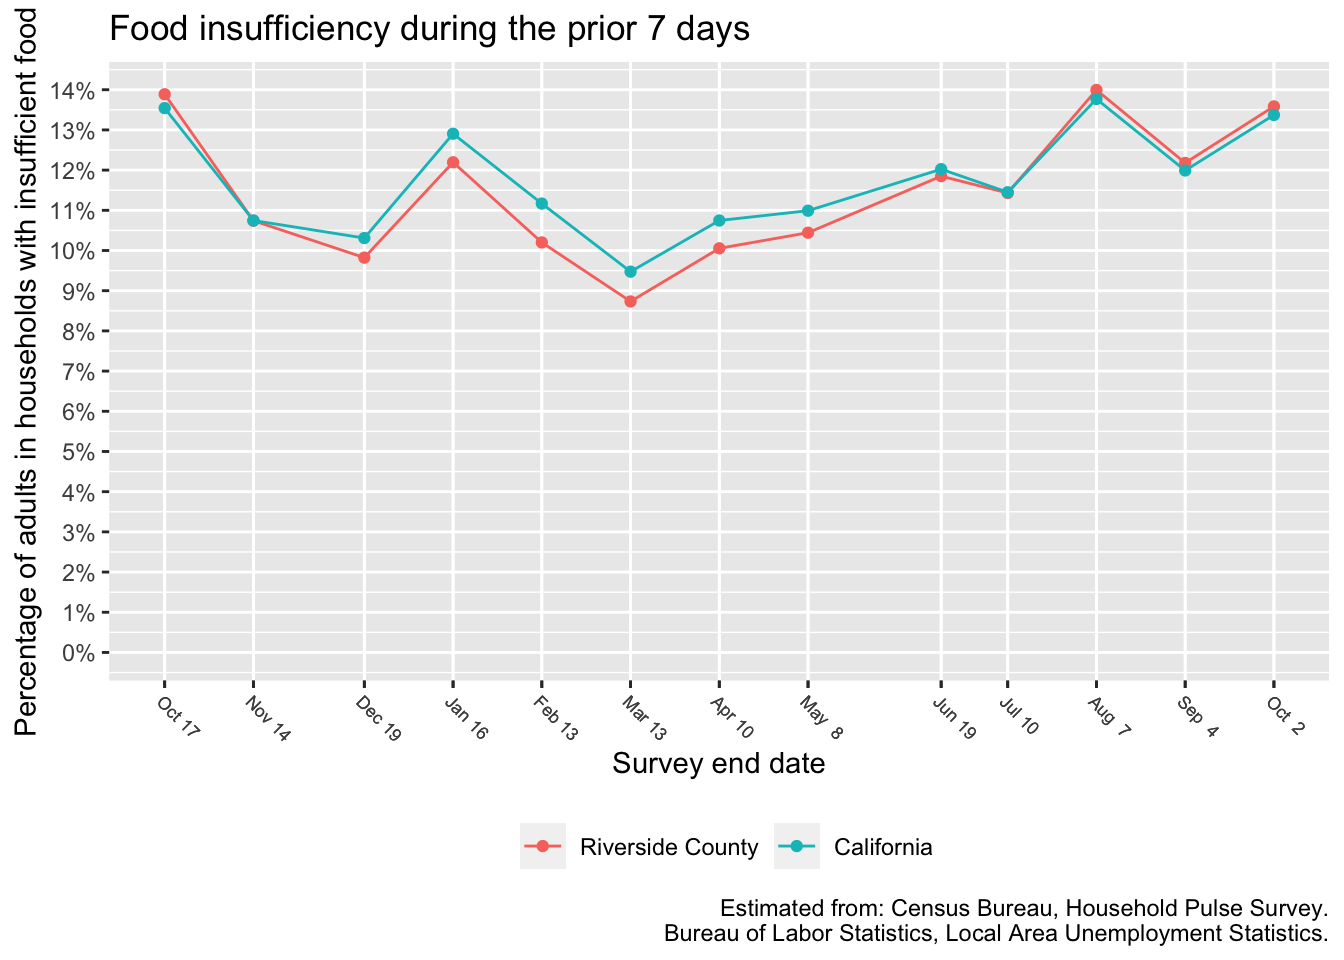 Food insufficiency during the prior 7 days
Percentage of adults in households with insufficient food
14%
13%
12%
11%
10%
9%
8%
7%
6%
5%
4%
3%
2%
1%
0%
Oct 17
Nov 14
Dec 19
Jan 16
Feb 13
Mar 13
Apr 10
May 8
Jun 19
Jul 10
Aug 7
Sep 4
Oct 2
Survey end date
Riverside County
California
Estimated from: Census Bureau, Household Pulse Survey.
Bureau of Labor Statistics, Local Area Unemployment Statistics.